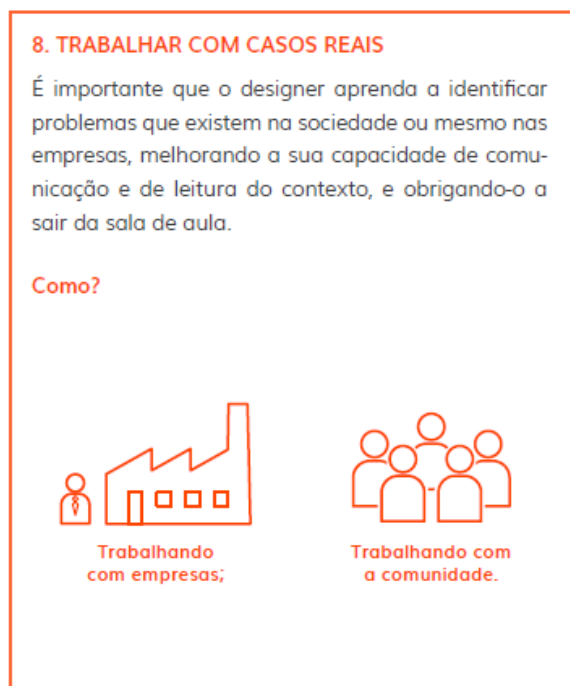 8. TRABALHAR COM CASOS REAIS
É importante que o designer aprenda a identificar
problemas que existem na sociedade ou mesmo nas
empresas, melhorando a sua capacidade de comu-
nicação e de leitura do contexto, e obrigando-o a
sair da sala de aula.
Como?
Trabalhando
com empresas;
Trabalhando com
a comunidade.